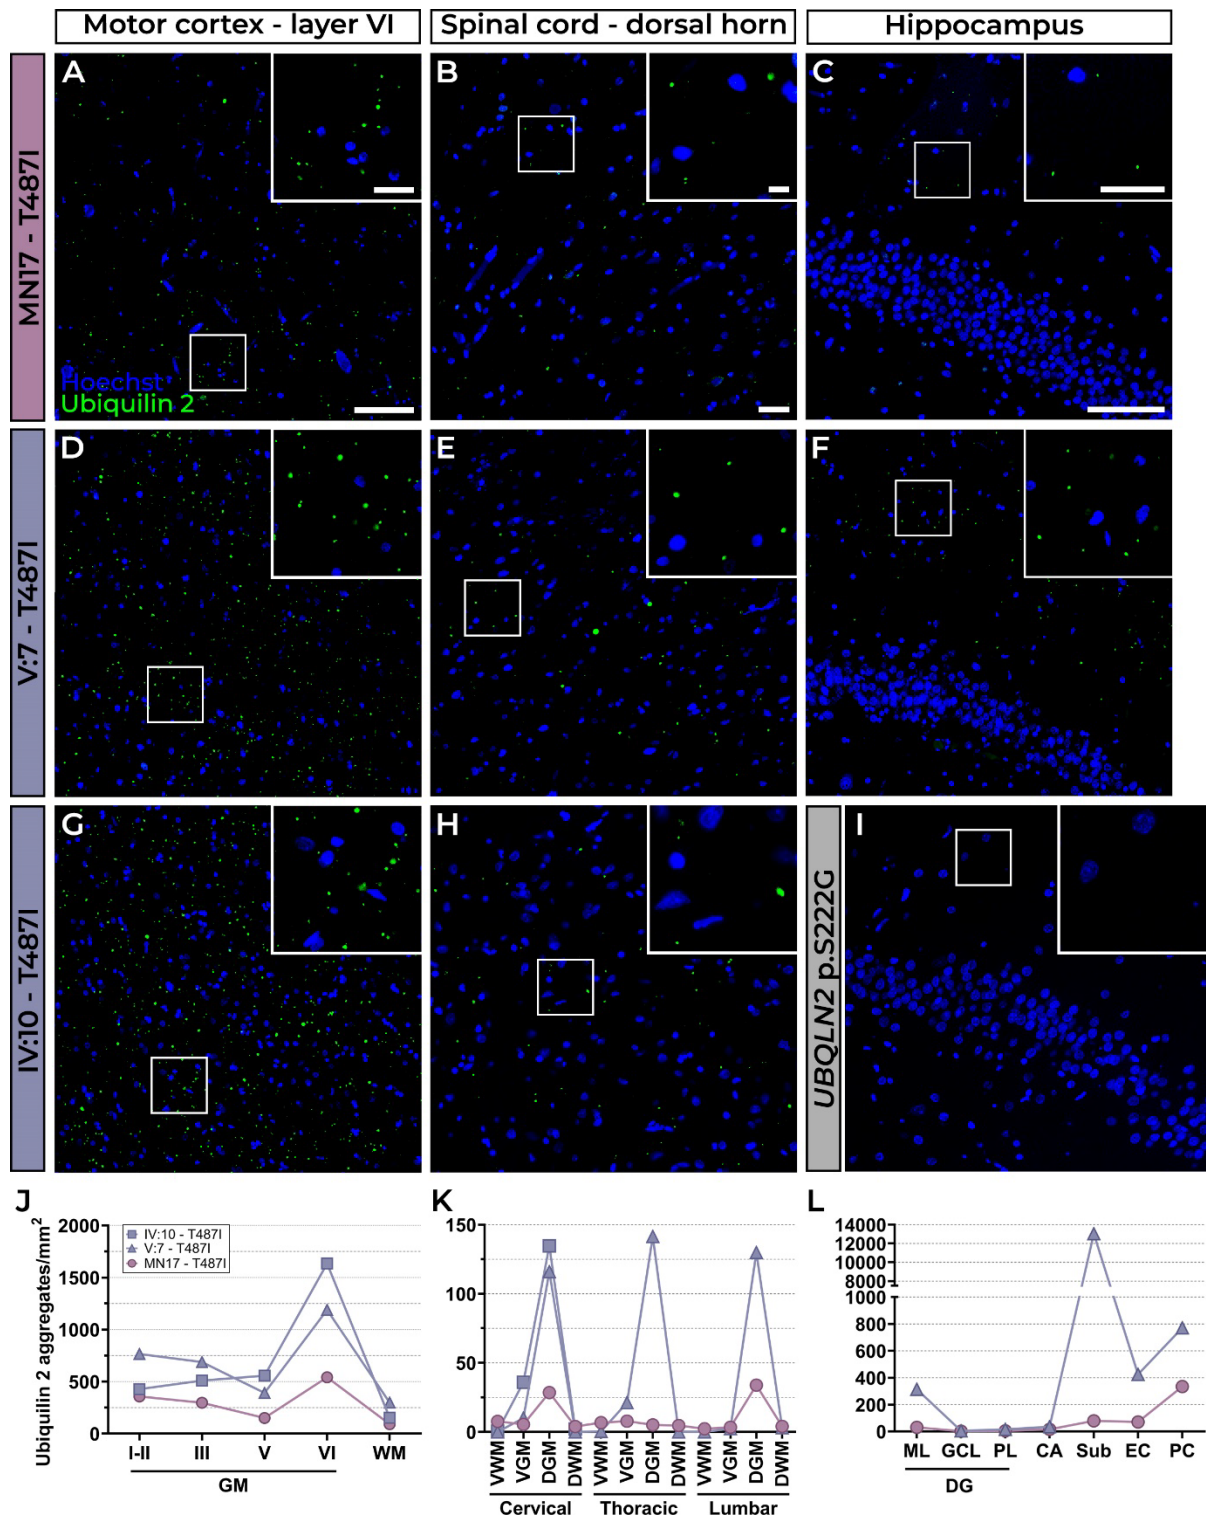 Motor cortex - layer VI
Spinal cord - dorsal horn
Hippocampus
MN17 - T487I
A
B
C
Hoechst
Ubiquilin 2
V:7 - T487I
D
E
F
IV:10 - T487I
G
H
UBQLN2 p.S222G
I
J
Ubiquilin 2 aggregates/mm²
2000
1500
1000
500
0
IV:10 - T487I
V:7 - T487I
MN17 - T487I
I-II
III
V
VI
WM
GM
K
150
125
100
75
50
25
0
VWM
VGM
DGM
DWM
VWM
VGM
DGM
DWM
VWM
VGM
DGM
DWM
Cervical
Thoracic
Lumbar
L
14000
12000
10000
8000
1000
800
600
400
200
0
ML
GCL
PL
CA
Sub
EC
PC
DG